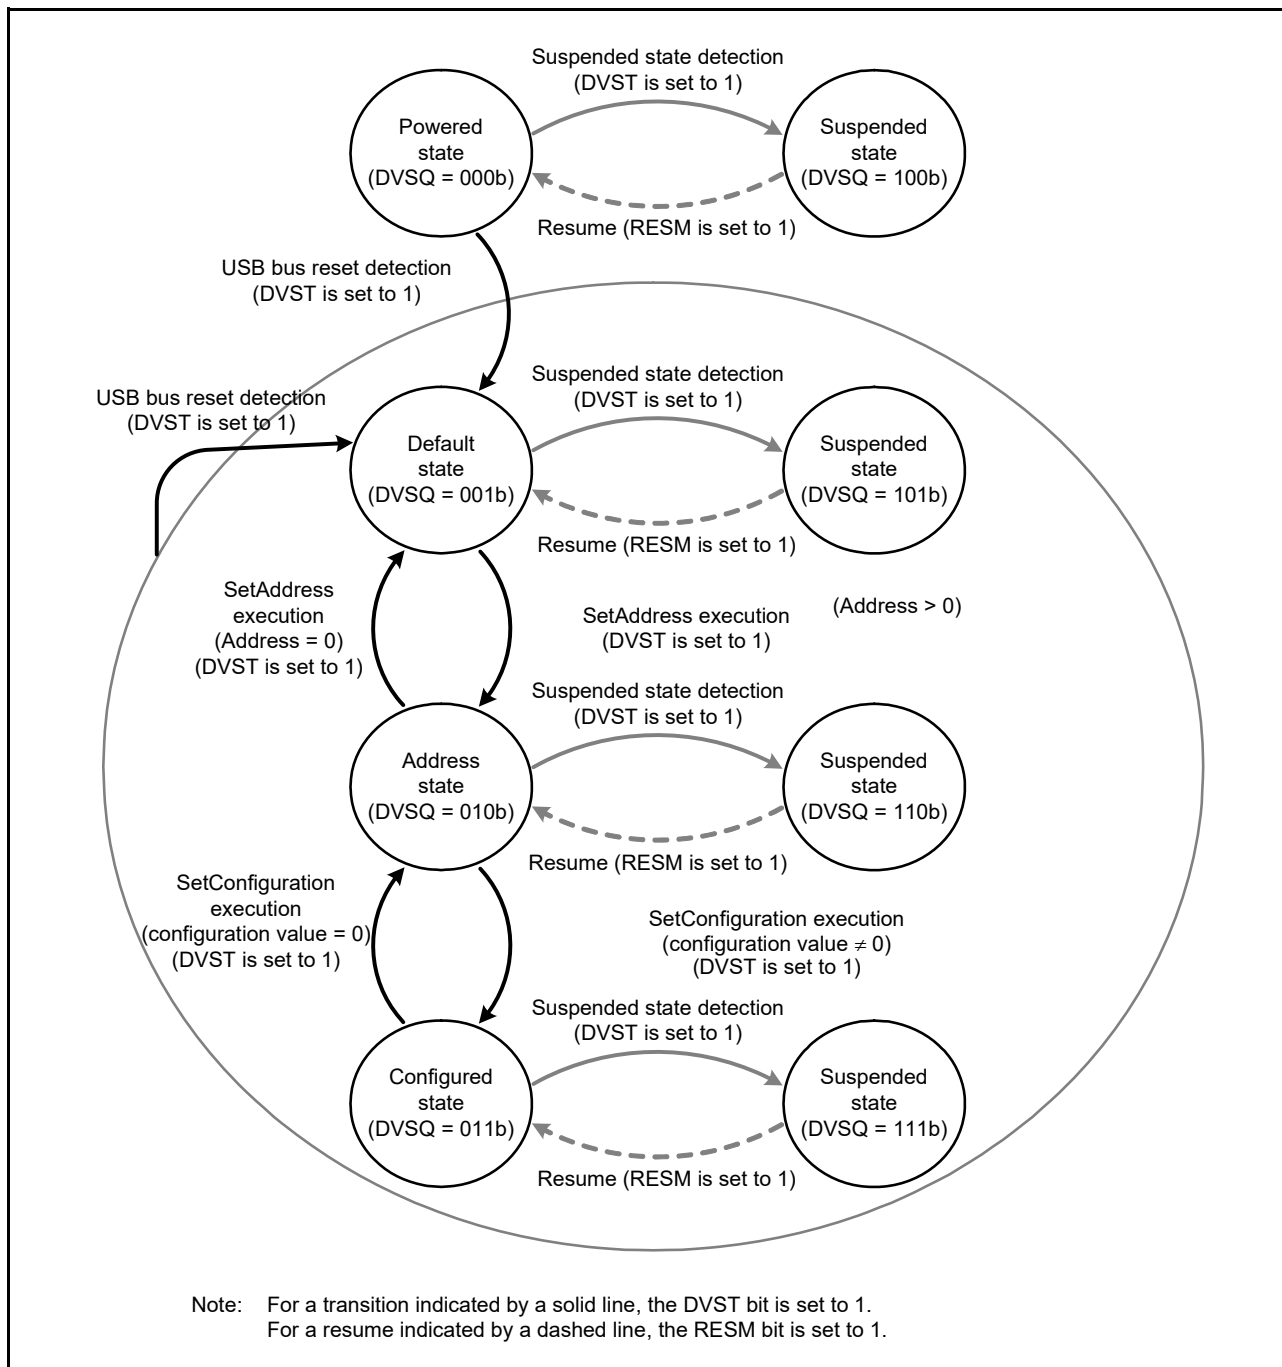 Suspended state detection
(DVST is set to 1)
Powered
state
(DVSQ = 000b)
Suspended
state
(DVSQ = 100b)
Resume (RESM is set to 1)
USB bus reset detection
(DVST is set to 1)
USB bus reset detection
(DVST is set to 1)
Suspended state detection
(DVST is set to 1)
Default
state
(DVSQ = 001b)
Suspended
state
(DVSQ = 101b)
Resume (RESM is set to 1)
SetAddress
execution
(Address = 0)
(DVST is set to 1)
SetAddress execution
(DVST is set to 1)
(Address > 0)
Suspended state detection
(DVST is set to 1)
Address
state
(DVSQ = 010b)
Suspended
state
(DVSQ = 110b)
Resume (RESM is set to 1)
SetConfiguration
execution
(configuration value = 0)
(DVST is set to 1)
SetConfiguration execution
(configuration value ≠ 0)
(DVST is set to 1)
Suspended state detection
(DVST is set to 1)
Configured
state
(DVSQ = 011b)
Suspended
state
(DVSQ = 111b)
Resume (RESM is set to 1)
Note: For a transition indicated by a solid line, the DVST bit is set to 1.
For a resume indicated by a dashed line, the RESM bit is set to 1.